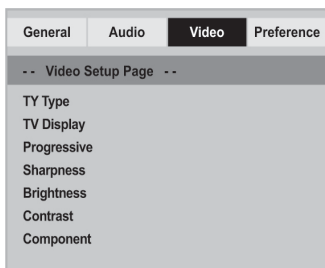 General Audio Video Preference
-- Video Setup Page --
TY Type
TV Display
Progressive
Sharpness
Brightness
Contrast
Component